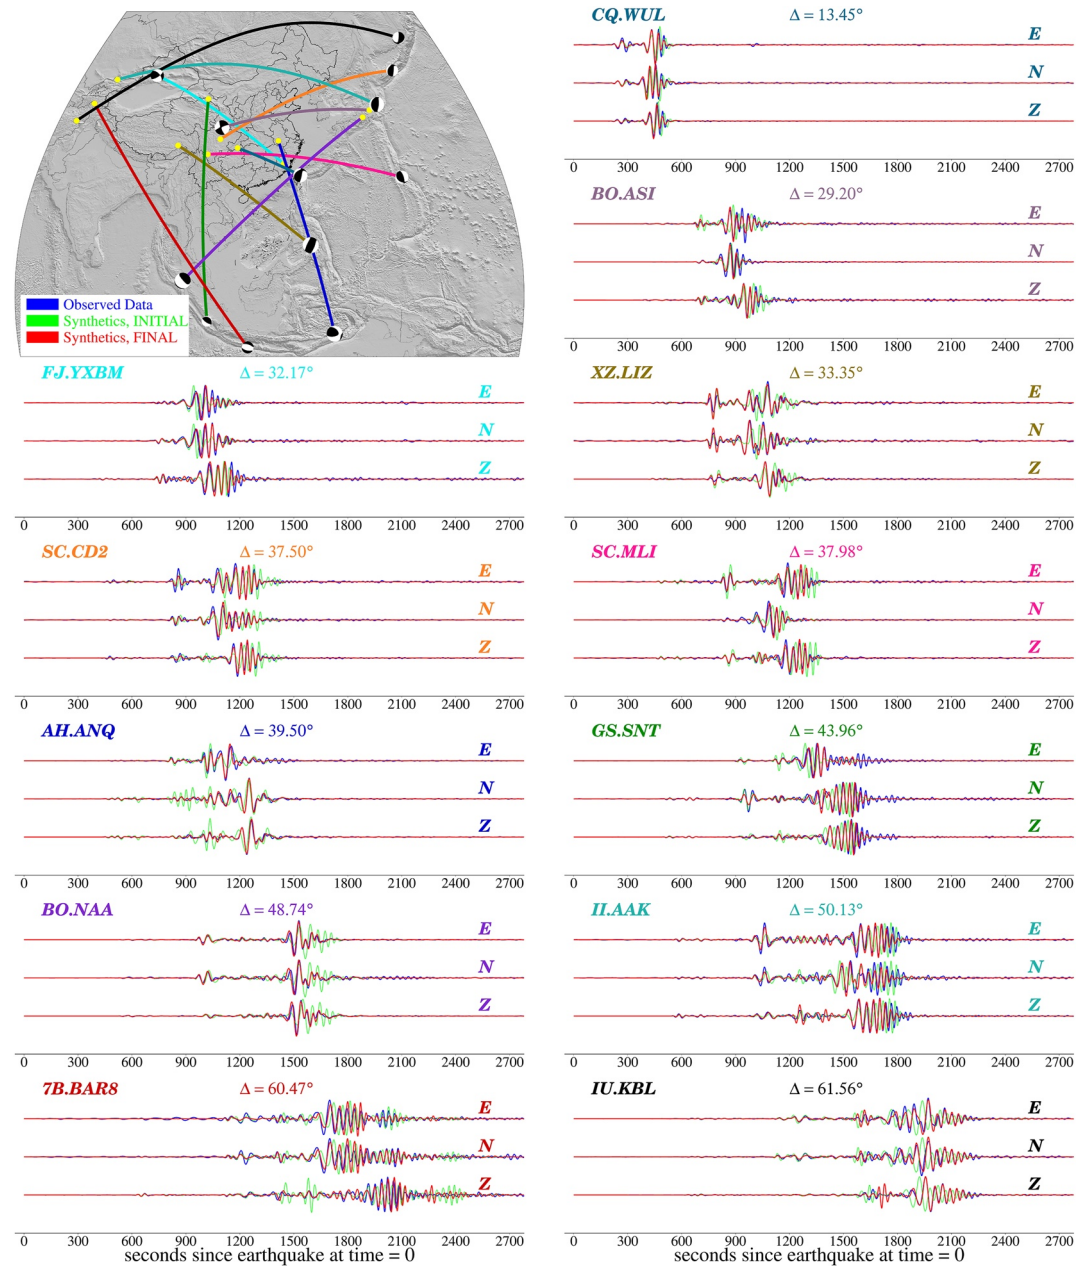 Observed Data
Synthetics, INITIAL
Synthetics, FINAL
CQ.WUL Δ = 13.45°
E
N
Z
0 300 600 900 1200 1500 1800 2100 2400 2700
BO.ASI Δ = 29.20°
E
N
Z
0 300 600 900 1200 1500 1800 2100 2400 2700
FJ.YXBM Δ = 32.17°
E
N
Z
0 300 600 900 1200 1500 1800 2100 2400 2700
XZ.LIZ Δ = 33.35°
E
N
Z
0 300 600 900 1200 1500 1800 2100 2400 2700
SC.CD2 Δ = 37.50°
E
N
Z
0 300 600 900 1200 1500 1800 2100 2400 2700
SC.MLI Δ = 37.98°
E
N
Z
0 300 600 900 1200 1500 1800 2100 2400 2700
AH.ANQ Δ = 39.50°
E
N
Z
0 300 600 900 1200 1500 1800 2100 2400 2700
GS.SNT Δ = 43.96°
E
N
Z
0 300 600 900 1200 1500 1800 2100 2400 2700
BO.NAA Δ = 48.74°
E
N
Z
0 300 600 900 1200 1500 1800 2100 2400 2700
II.AAK Δ = 50.13°
E
N
Z
0 300 600 900 1200 1500 1800 2100 2400 2700
7B.BAR8 Δ = 60.47°
E
N
Z
0 300 600 900 1200 1500 1800 2100 2400 2700
seconds since earthquake at time = 0
IU.KBL Δ = 61.56°
E
N
Z
0 300 600 900 1200 1500 1800 2100 2400 2700
seconds since earthquake at time = 0